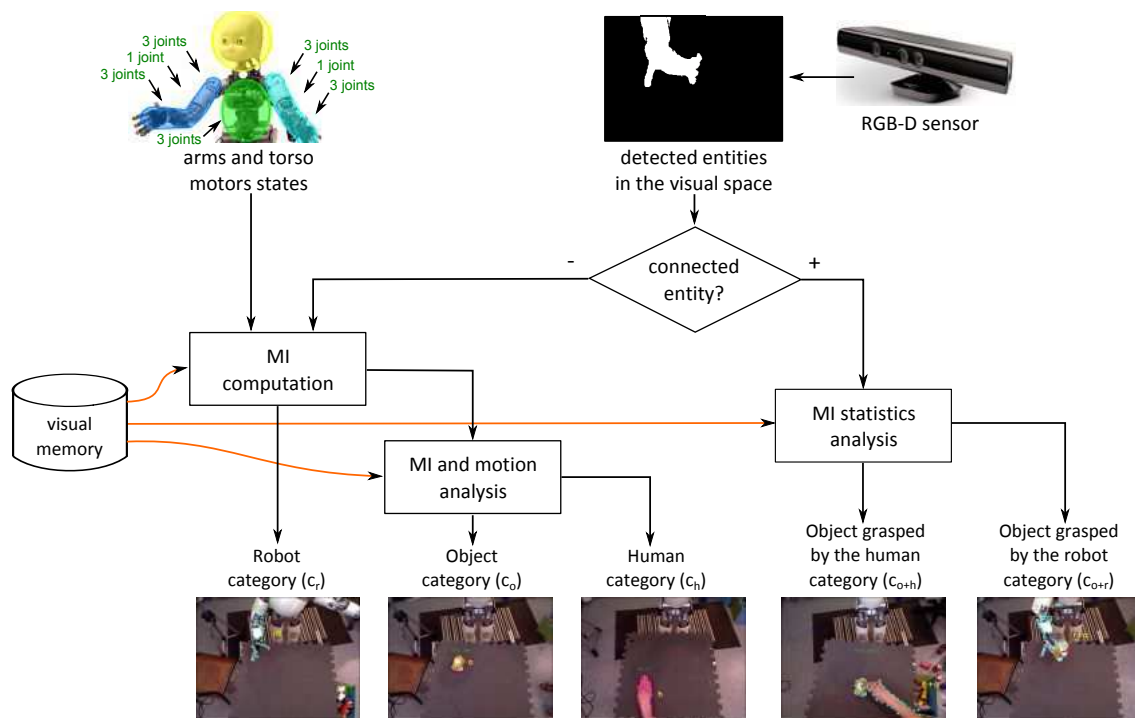 3 joints
1 joint
3 joints
3 joints
1 joint
3 joints
3 joints
arms and torso
motors states
detected entities
in the visual space
RGB-D sensor
connected
entity?
-
+
MI
computation
visual
memory
MI statistics
analysis
MI and motion
analysis
Robot
category (cr)
Object
category (co)
Human
category (ch)
Object grasped
by the human
category (co+h)
Object grasped
by the robot
category (co+r)